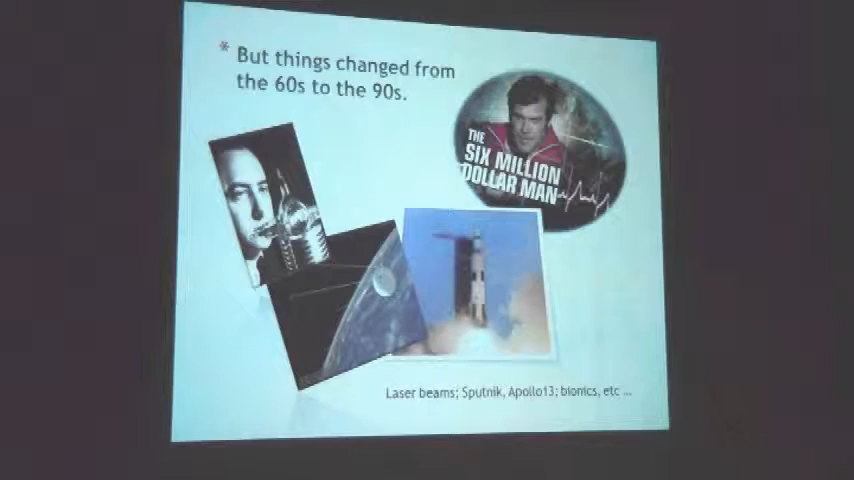 * But things changed from
the 60s to the 90s.
THE
SIX MILLION
DOLLAR MAN
Laser beams; Sputnik, Apollo13; bionics, etc ...